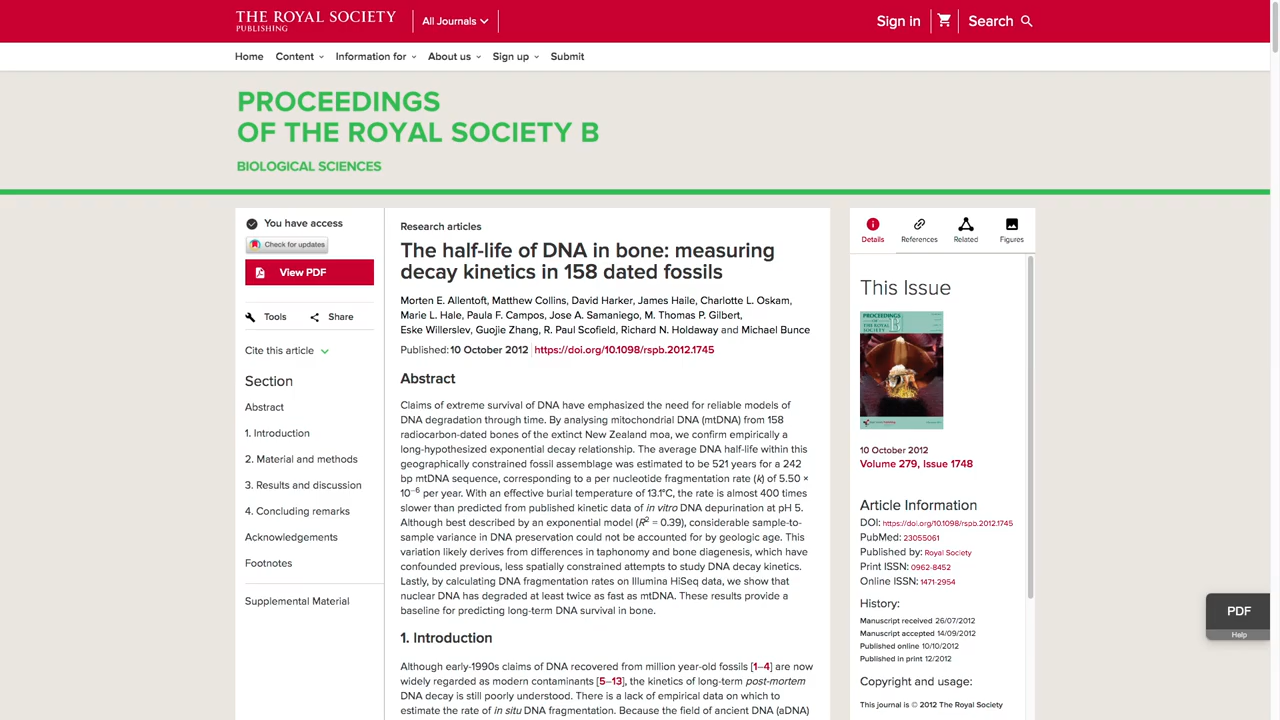 THE ROYAL SOCIETY
PUBLISHING
All Journals
Sign in
Search
Home
Content
Information for
About us
Sign up
Submit
PROCEEDINGS
OF THE ROYAL SOCIETY B
BIOLOGICAL SCIENCES
You have access
Check for updates
View PDF
Tools
Share
Cite this article
Section
Abstract
1. Introduction
2. Material and methods
3. Results and discussion
4. Concluding remarks
Acknowledgements
Footnotes
Supplemental Material
Research articles
The half-life of DNA in bone: measuring
decay kinetics in 158 dated fossils
Morten E. Allentoft, Matthew Collins, David Harker, James Haile, Charlotte L. Oskam,
Marie L. Hale, Paula F. Campos, Jose A. Samaniego, M. Thomas P. Gilbert,
Eske Willerslev, Guojie Zhang, R. Paul Scofield, Richard N. Holdaway and Michael Bunce
Published: 10 October 2012 https://doi.org/10.1098/rspb.2012.1745
Abstract
Claims of extreme survival of DNA have emphasized the need for reliable models of
DNA degradation through time. By analysing mitochondrial DNA (mtDNA) from 158
radiocarbon-dated bones of the extinct New Zealand moa, we confirm empirically a
long-hypothesized exponential decay relationship. The average DNA half-life within this
geographically constrained fossil assemblage was estimated to be 521 years for a 242
bp mtDNA sequence, corresponding to a per nucleotide fragmentation rate (k) of 5.50 ×
10–6 per year. With an effective burial temperature of 13.1°C, the rate is almost 400 times
slower than predicted from published kinetic data of in vitro DNA depurination at pH 5.
Although best described by an exponential model (R2 = 0.39), considerable sample-to-
sample variance in DNA preservation could not be accounted for by geologic age. This
variation likely derives from differences in taphonomy and bone diagenesis, which have
confounded previous, less spatially constrained attempts to study DNA decay kinetics.
Lastly, by calculating DNA fragmentation rates on Illumina HiSeq data, we show that
nuclear DNA has degraded at least twice as fast as mtDNA. These results provide a
baseline for predicting long-term DNA survival in bone.
1. Introduction
Although early-1990s claims of DNA recovered from million year-old fossils [1–4] are now
widely regarded as modern contaminants [5–13], the kinetics of long-term post-mortem
DNA decay is still poorly understood. There is a lack of empirical data on which to
estimate the rate of in situ DNA fragmentation. Because the field of ancient DNA (aDNA)
Details
References
Related
Figures
This Issue
10 October 2012
Volume 279, Issue 1748
Article Information
DOI: https://doi.org/10.1098/rspb.2012.1745
PubMed: 23055061
Published by: Royal Society
Print ISSN: 0962-8452
Online ISSN: 1471-2954
History:
Manuscript received 26/07/2012
Manuscript accepted 14/09/2012
Published online 10/10/2012
Published in print 12/2012
Copyright and usage:
This journal is © 2012 The Royal Society
PDF
Help